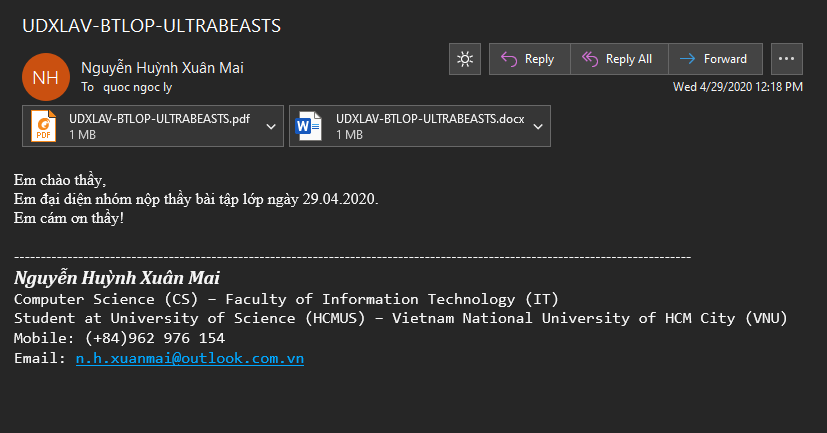 UDXLAV-BTLOP-ULTRABEASTS
NH
Nguyễn Huỳnh Xuân Mai
To quoc ngoc ly
Reply
Reply All
Forward
...
Wed 4/29/2020 12:18 PM
PDF
UDXLAV-BTLOP-ULTRABEASTS.pdf
1 MB
W
UDXLAV-BTLOP-ULTRABEASTS.docx
1 MB
Em chào thầy,
Em đại diện nhóm nộp thầy bài tập lớp ngày 29.04.2020.
Em cám ơn thầy!
--------------------------------------------------------------------------------------------------------------------------------
Nguyễn Huỳnh Xuân Mai
Computer Science (CS) – Faculty of Information Technology (IT)
Student at University of Science (HCMUS) – Vietnam National University of HCM City (VNU)
Mobile: (+84)962 976 154
Email: n.h.xuanmai@outlook.com.vn